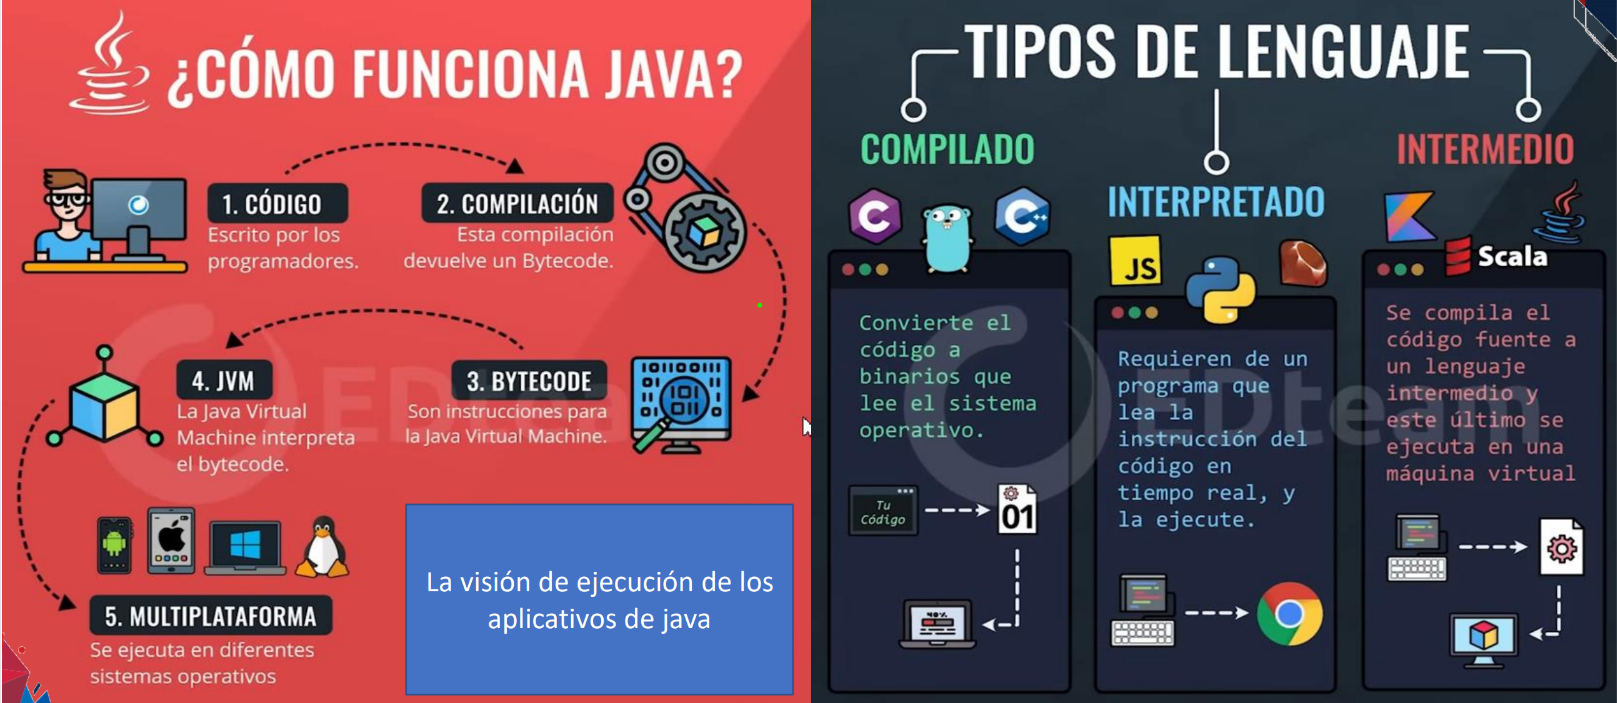 ¿CÓMO FUNCIONA JAVA?
1. CÓDIGO
Escrito por los
programadores.
2. COMPILACIÓN
Esta compilación
devuelve un Bytecode.
3. BYTECODE
Son instrucciones para
la Java Virtual Machine.
4. JVM
La Java Virtual
Machine interpreta
el bytecode.
5. MULTIPLATAFORMA
Se ejecuta en diferentes
sistemas operativos
La visión de ejecución de los
aplicativos de java
EDteam
TIPOS DE LENGUAJE
COMPILADO
C
C++
Convierte el
código a
binarios que
lee el sistema
operativo.
Tu
Código
01
INTERPRETADO
JS
Requieren de un
programa que
lea la
instrucción del
código en
tiempo real, y
la ejecute.
INTERMEDIO
Scala
Se compila el
código fuente a
un lenguaje
intermedio y
este último se
ejecuta en una
máquina virtual
EDteam